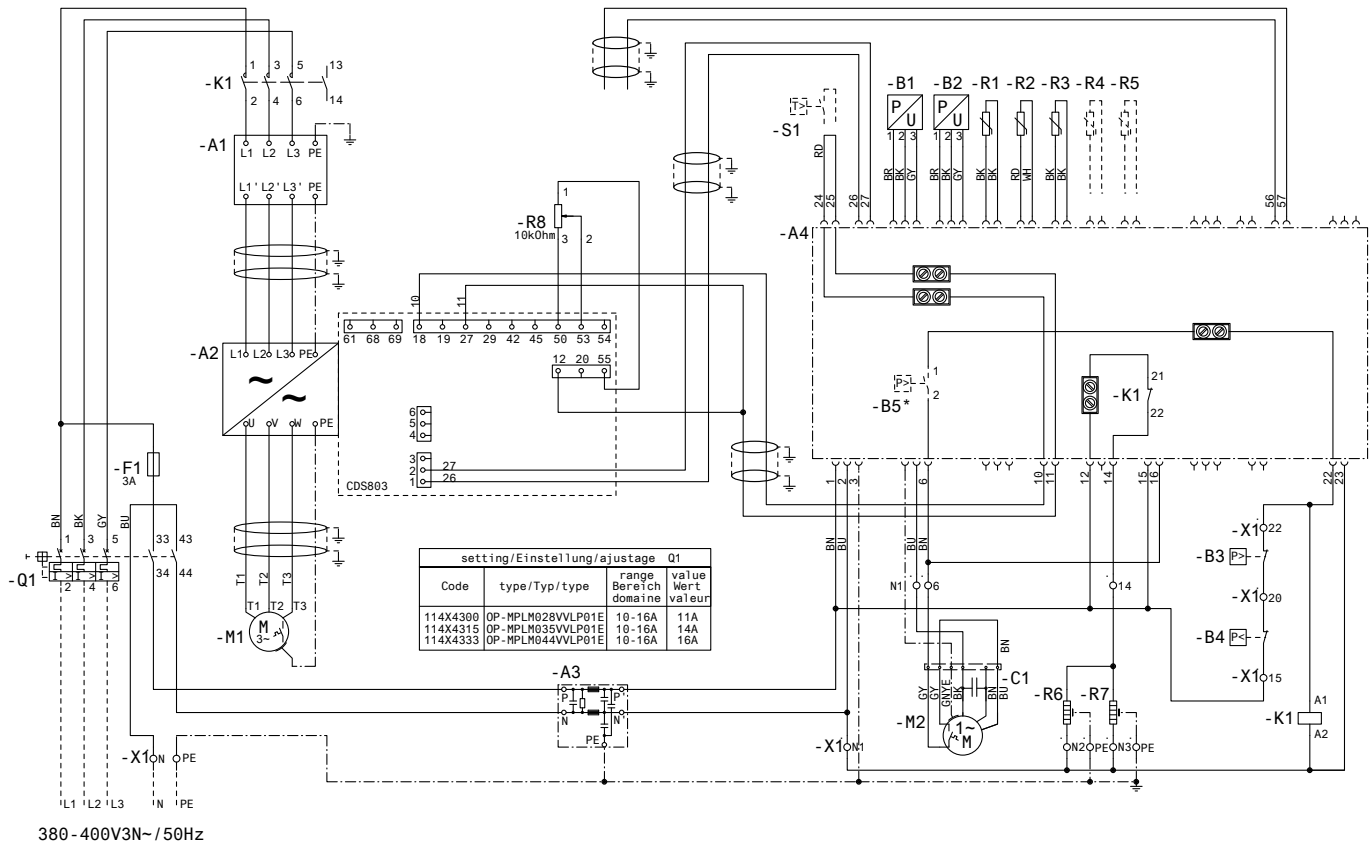 1 3 5 13
-K1
2 4 6 14
-A1
L1 L2 L3 PE
L1' L2' L3' PE
-A2
L1 L2 L3 PE
~
~
U V W PE
-F1
3A
BN BK GY BU
1 3 5 33 43
-Q1
I> I> I>
2 4 6 34 44
T1 T2 T3
T1 T2 T3
-M1
M
3~
-X1 N PE
L1 L2 L3 N PE
380-400V3N~/50Hz
1
-R8
10kOhm
3 2
10 11
61 68 69 18 19 27 29 42 45 50 53 54
12 20 55
6
5
4
3
2 27
1 26
CDS803
setting/Einstellung/ajustage Q1
Code type/Typ/type range Bereich domaine value Wert valeur
114X4300 OP-MPLM028VVLP01E 10-16A 11A
114X4315 OP-MPLM035VVLP01E 10-16A 14A
114X4333 OP-MPLM044VVLP01E 10-16A 16A
-A3
P P'
N N'
PE
T>
-S1
RD
-B1 -B2 -R1 -R2 -R3 -R4 -R5
P U P U
1 2 3 1 2 3
BR BK GY BR BK GY BK BK RD WH BK BK
24 25 26 27 56 57
-A4
P>
1
-B5*
2
21
-K1
22
1 2 3 6 10 11 12 14 15 16 22 23
BN BU BU BN
N1 6 14
BN
-C1
GY GY GNYE BK BN BU
-M2
1~
M
-X1 N1
-R6 -R7
N2 PE N3 PE
-X1 22
-B3 P>
-X1 20
-B4 P<
-X1 15
A1
-K1
A2